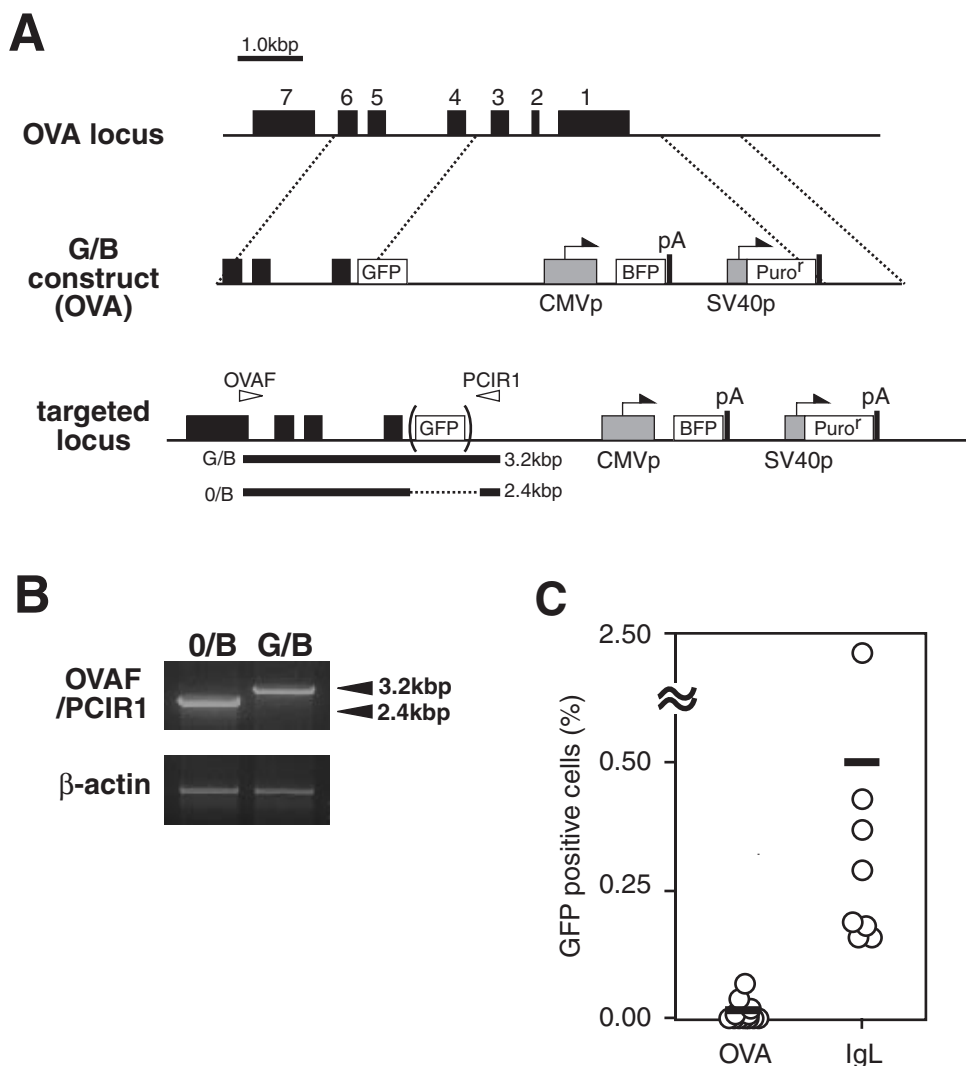 A
1.0kbp
7 6 5 4 3 2 1
OVA locus
G/B
construct
(OVA)
GFP
CMVp
BFP
pA
SV40p
Puror
targeted
locus
OVAF
PCIR1
GFP
CMVp
BFP
pA
SV40p
Puror
pA
G/B 3.2kbp
0/B 2.4kbp
B
0/B G/B
OVAF
/PCIR1
3.2kbp
2.4kbp
β-actin
C
GFP positive cells (%)
2.50
0.50
0.25
0.00
OVA IgL